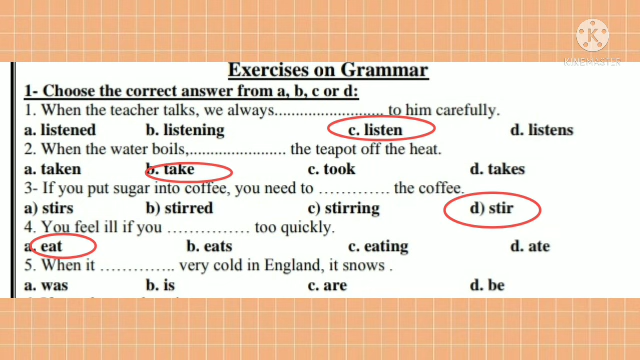 K
KINEMASTER
Exercises on Grammar
1- Choose the correct answer from a, b, c or d:
1. When the teacher talks, we always......................... to him carefully.
a. listened b. listening c. listen d. listens
2. When the water boils,....................... the teapot off the heat.
a. taken b. take c. took d. takes
3- If you put sugar into coffee, you need to ............. the coffee.
a) stirs b) stirred c) stirring d) stir
4. You feel ill if you .............. too quickly.
a. eat b. eats c. eating d. ate
5. When it .............. very cold in England, it snows .
a. was b. is c. are d. be